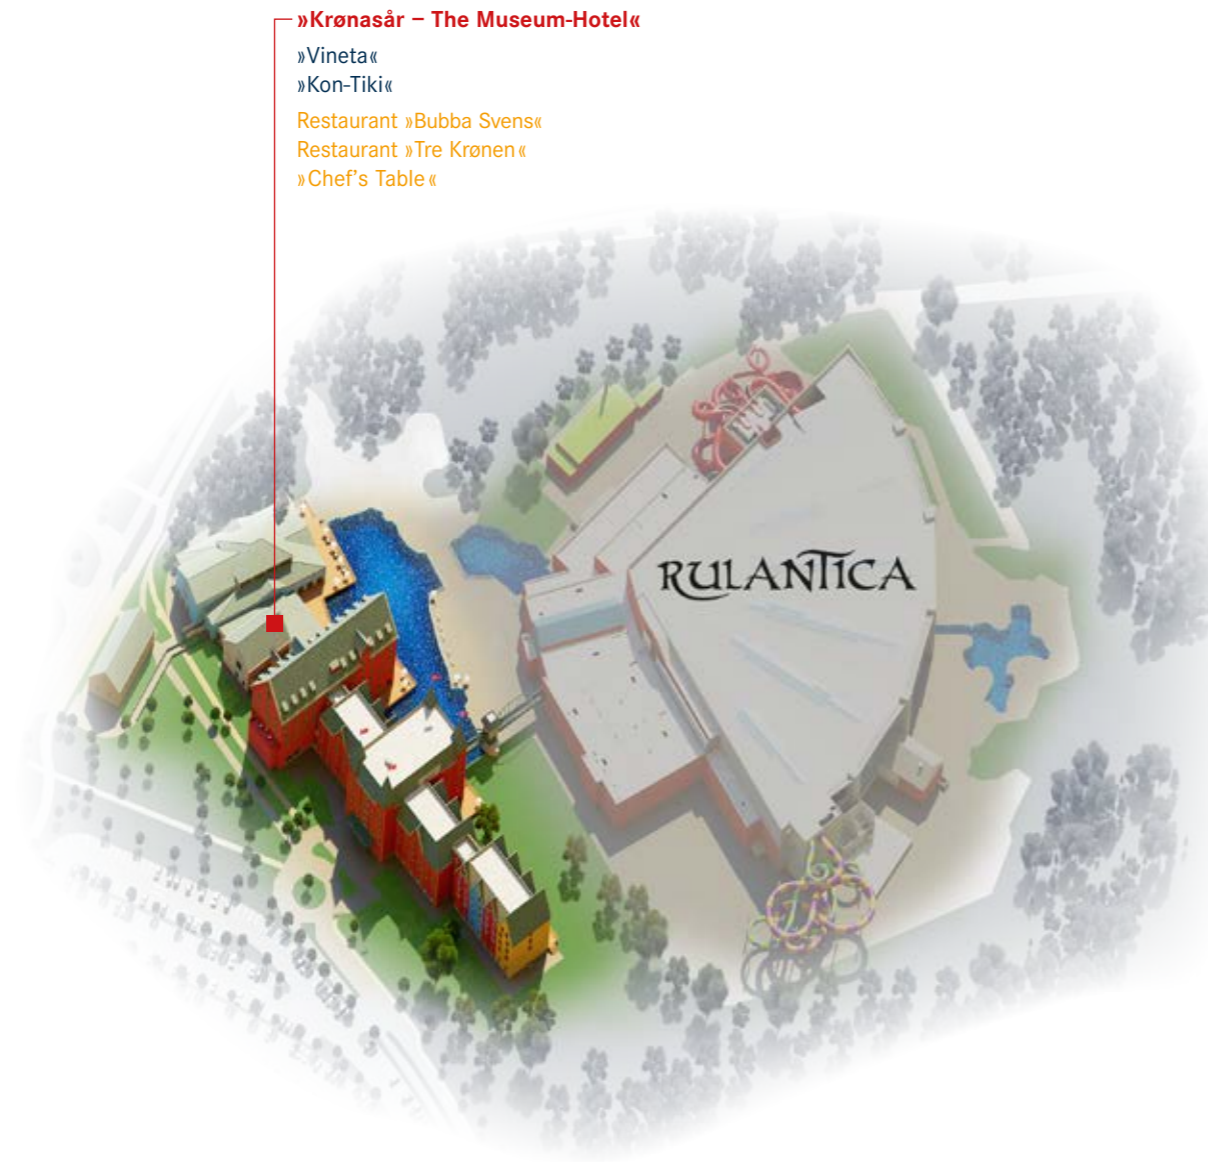 »Krønasår – The Museum-Hotel«
»Vineta«
»Kon-Tiki«
Restaurant »Bubba Svens«
Restaurant »Tre Krønen«
»Chef’s Table«
RULANTICA